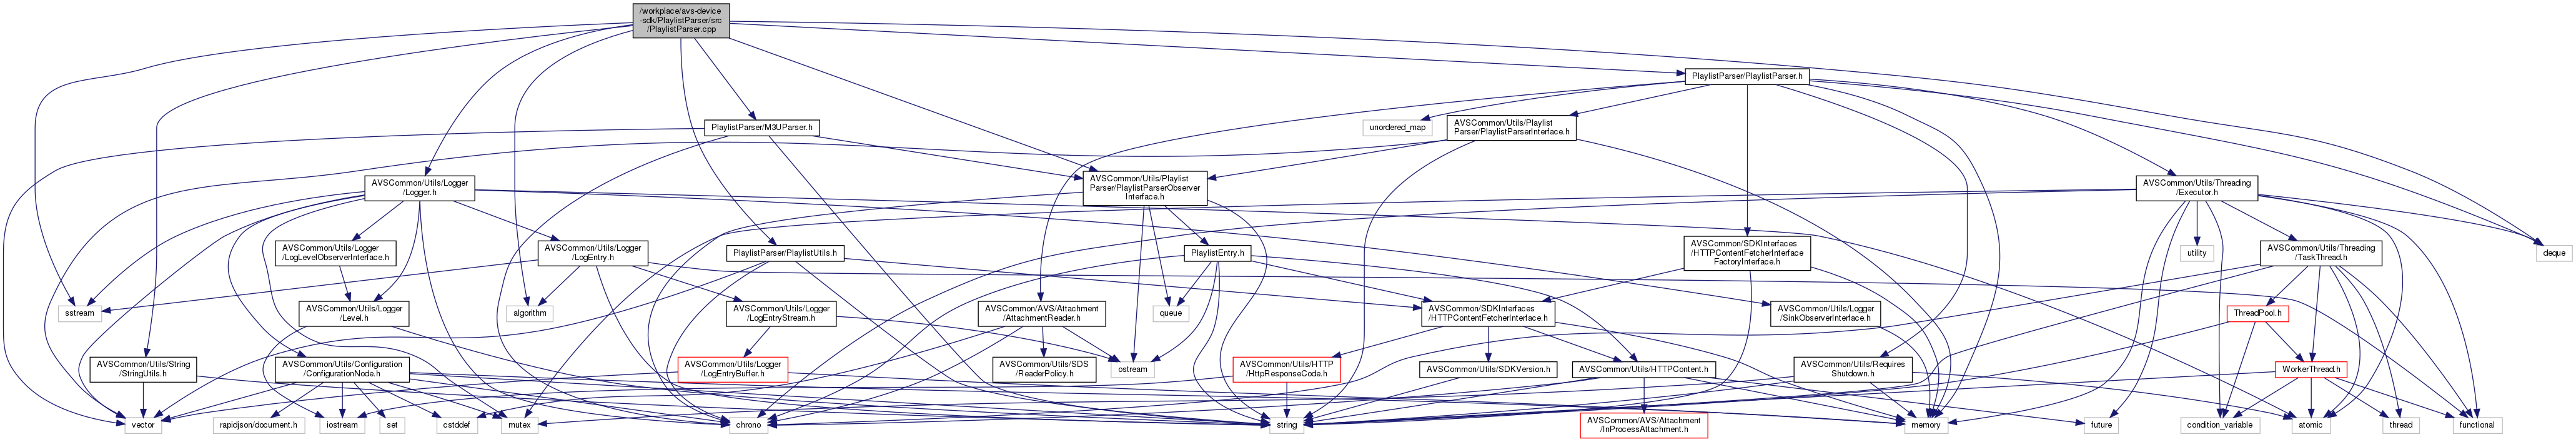 /workplace/avs-device
-sdk/PlaylistParser/src
/PlaylistParser.cpp
PlaylistParser/PlaylistParser.h
PlaylistParser/M3UParser.h
unordered_map
AVSCommon/Utils/Playlist
Parser/PlaylistParserInterface.h
AVSCommon/Utils/Logger
/Logger.h
AVSCommon/Utils/Playlist
Parser/PlaylistParserObserver
Interface.h
AVSCommon/Utils/Threading
/Executor.h
AVSCommon/Utils/Logger
/LogLevelObserverInterface.h
AVSCommon/Utils/Logger
/LogEntry.h
PlaylistParser/PlaylistUtils.h
PlaylistEntry.h
AVSCommon/SDKInterfaces
/HTTPContentFetcherInterface
FactoryInterface.h
utility
AVSCommon/Utils/Threading
/TaskThread.h
deque
sstream
AVSCommon/Utils/Logger
/Level.h
algorithm
AVSCommon/Utils/Logger
/LogEntryStream.h
AVSCommon/AVS/Attachment
/AttachmentReader.h
queue
AVSCommon/SDKInterfaces
/HTTPContentFetcherInterface.h
AVSCommon/Utils/Logger
/SinkObserverInterface.h
ThreadPool.h
AVSCommon/Utils/String
/StringUtils.h
AVSCommon/Utils/Configuration
/ConfigurationNode.h
AVSCommon/Utils/Logger
/LogEntryBuffer.h
AVSCommon/Utils/SDS
/ReaderPolicy.h
ostream
AVSCommon/Utils/HTTP
/HttpResponseCode.h
AVSCommon/Utils/SDKVersion.h
AVSCommon/Utils/HTTPContent.h
AVSCommon/Utils/Requires
Shutdown.h
WorkerThread.h
vector
rapidjson/document.h
iostream
set
cstddef
mutex
chrono
string
AVSCommon/AVS/Attachment
/InProcessAttachment.h
memory
future
condition_variable
atomic
thread
functional